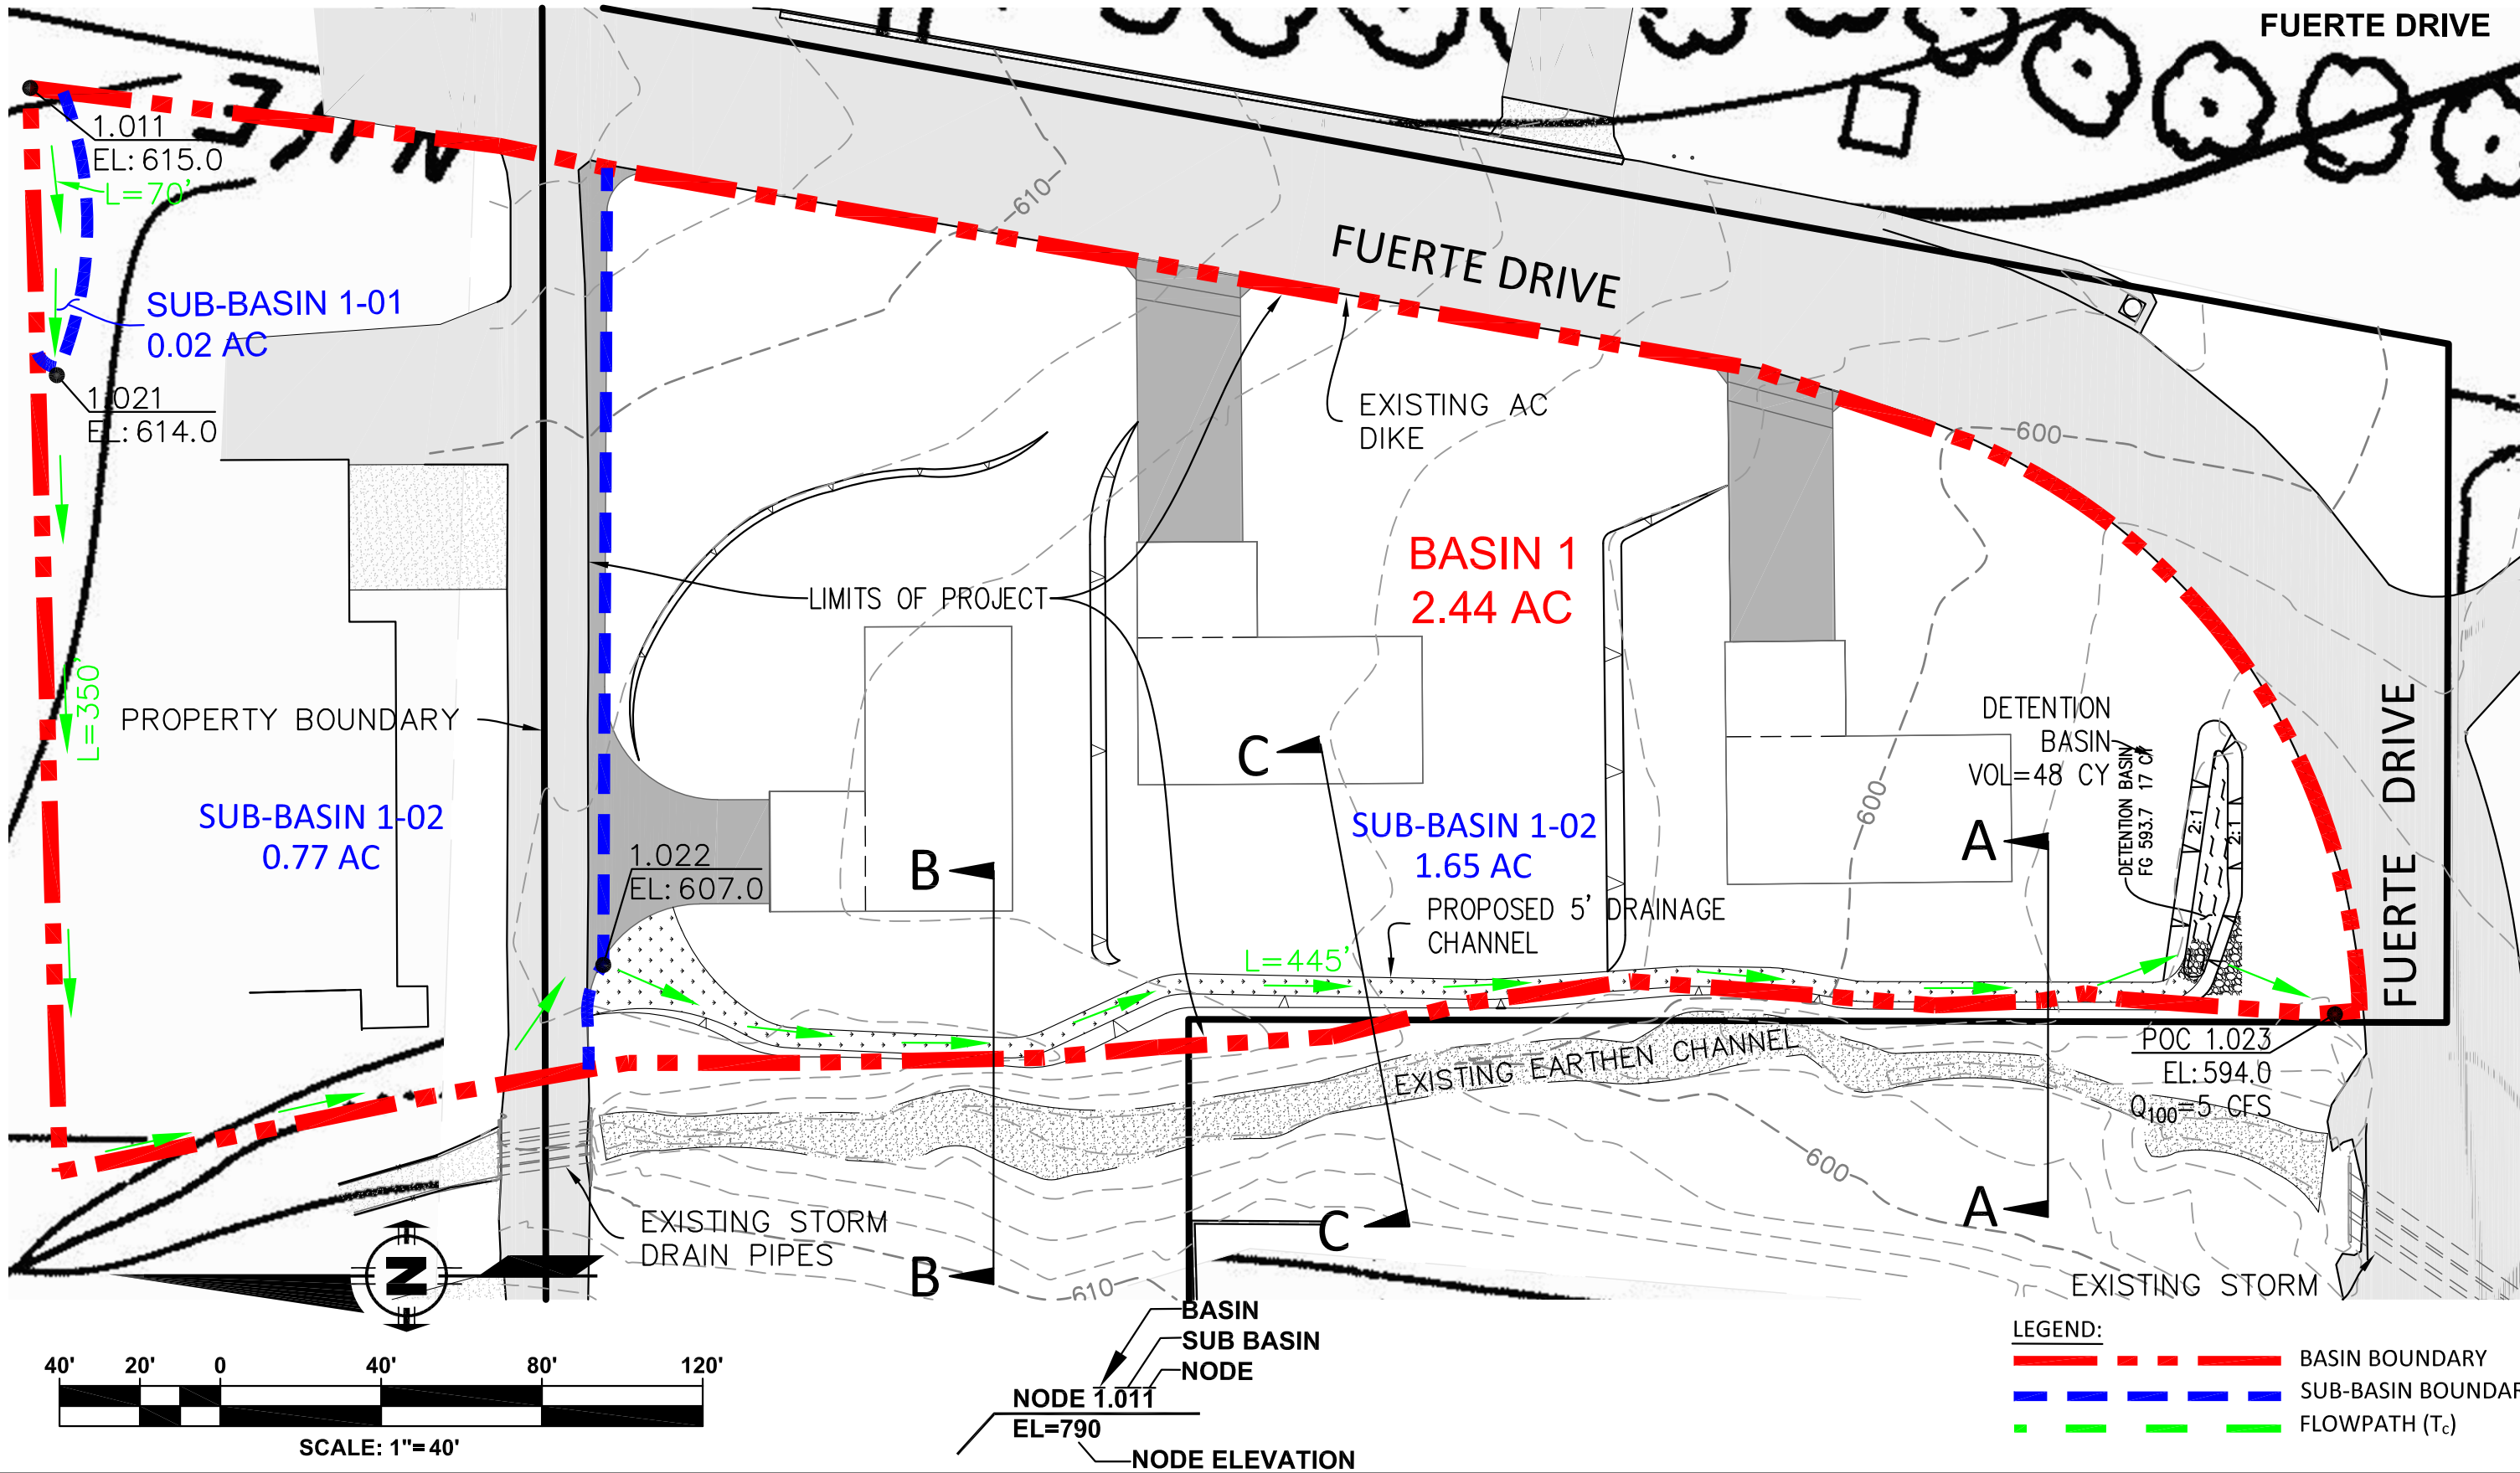 FUERTE DRIVE
1.011
EL: 615.0
L=70'
SUB-BASIN 1-01
0.02 AC
1.021
EL: 614.0
610
FUERTE DRIVE
EXISTING AC
DIKE
600
LIMITS OF PROJECT
BASIN 1
2.44 AC
L=350'
PROPERTY BOUNDARY
SUB-BASIN 1-02
0.77 AC
1.022
EL: 607.0
B
C
SUB-BASIN 1-02
1.65 AC
PROPOSED 5' DRAINAGE
CHANNEL
L=445'
600
A
DETENTION
BASIN
VOL=48 CY
DETENTION BASIN
FG 593.7 17 CY
2:1
2:1
FUERTE DRIVE
POC 1.023
EL: 594.0
Q100=5 CFS
EXISTING EARTHEN CHANNEL
600
A
C
B
610
EXISTING STORM
DRAIN PIPES
N
EXISTING STORM
40' 20' 0 40' 80' 120'
SCALE: 1"=40'
BASIN
SUB BASIN
NODE
NODE 1.011
EL=790
NODE ELEVATION
LEGEND:
BASIN BOUNDARY
SUB-BASIN BOUNDAR
FLOWPATH (Tc)